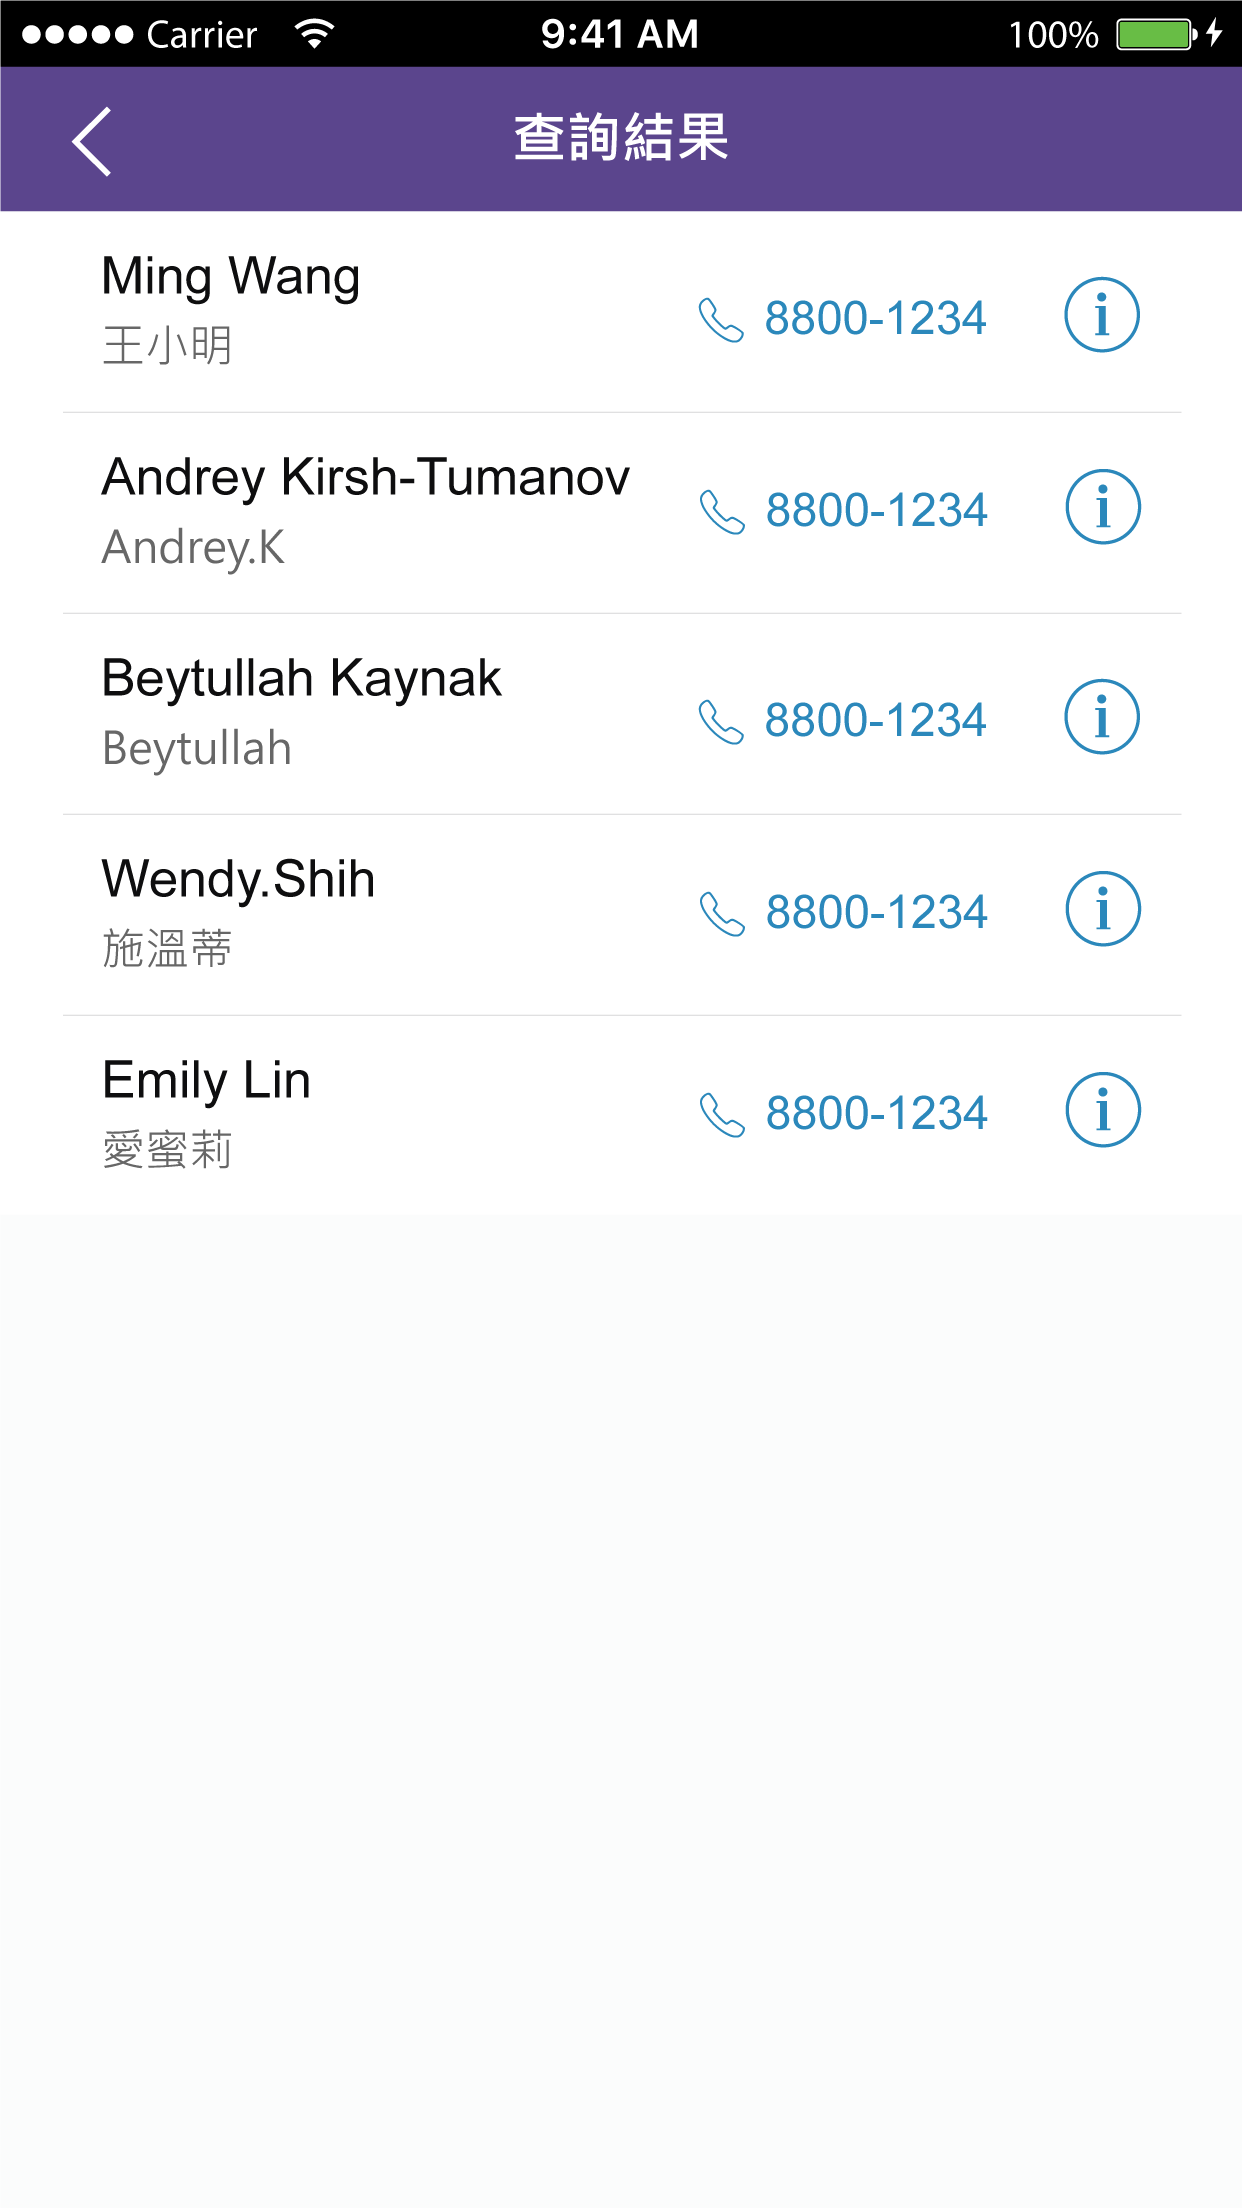 Carrier 9:41 AM 100%
查詢結果
Ming Wang
王小明
8800-1234
Andrey Kirsh-Tumanov
Andrey.K
8800-1234
Beytullah Kaynak
Beytullah
8800-1234
Wendy.Shih
施溫蒂
8800-1234
Emily Lin
愛蜜莉
8800-1234